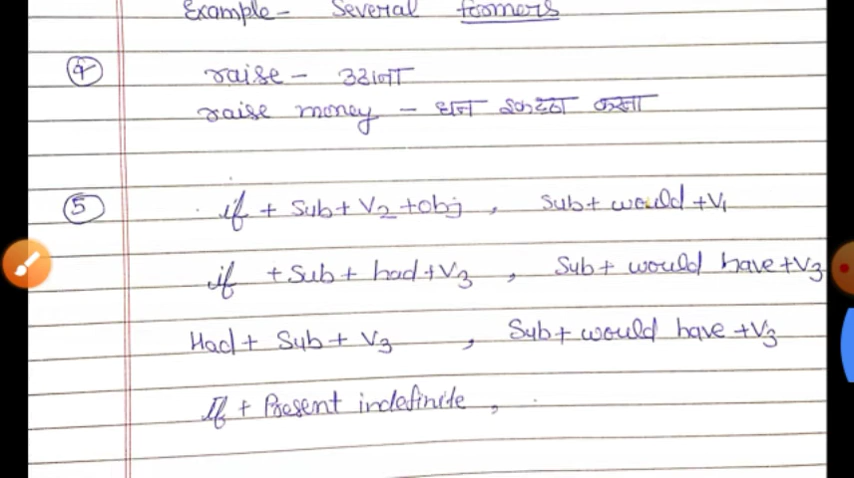 Example- Several farmers
④ raise - उठाना
raise money - धन इकट्ठा करना
⑤ if + Sub + V2 + obj , Sub + would + V1
if + Sub + had + V3 , Sub + would have + V3
Had + Sub + V3 , Sub + would have + V3
If + Present indefinite ,